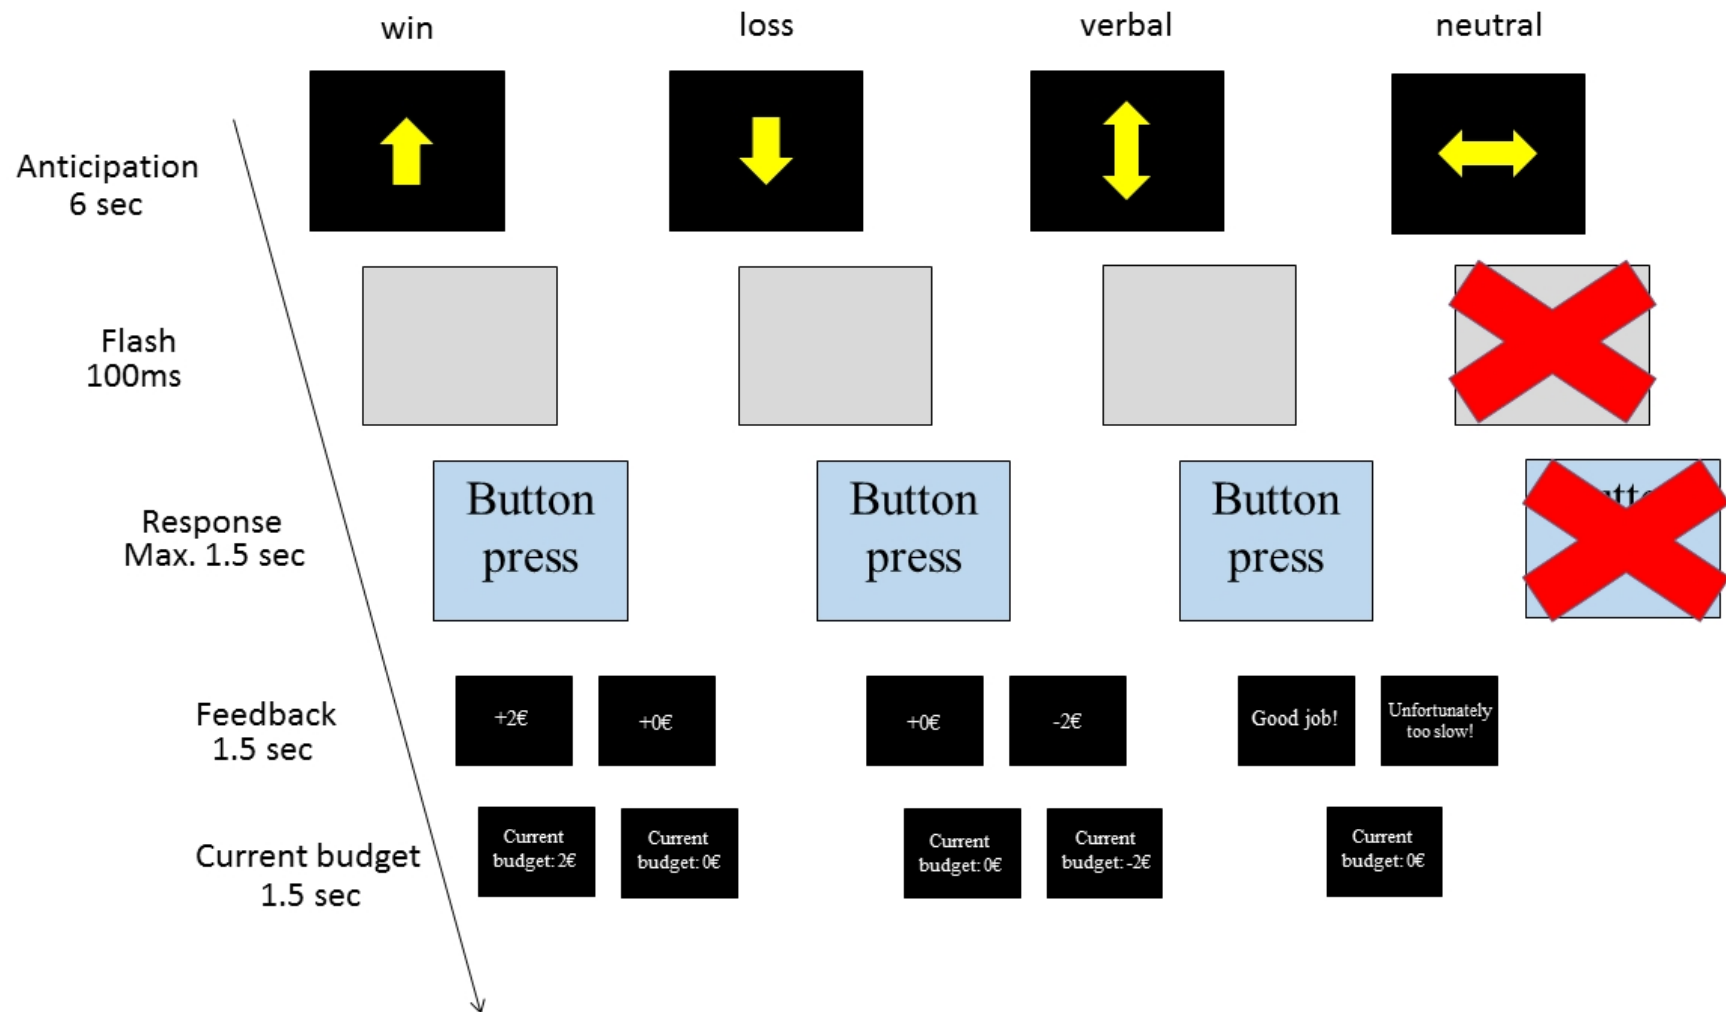 win
loss
verbal
neutral
Anticipation
6 sec
Flash
100ms
Response
Max. 1.5 sec
Button
press
Button
press
Button
press
Feedback
1.5 sec
+2€
+0€
+0€
-2€
Good job!
Unfortunately
too slow!
Current budget
1.5 sec
Current
budget: 2€
Current
budget: 0€
Current
budget: 0€
Current
budget: -2€
Current
budget: 0€